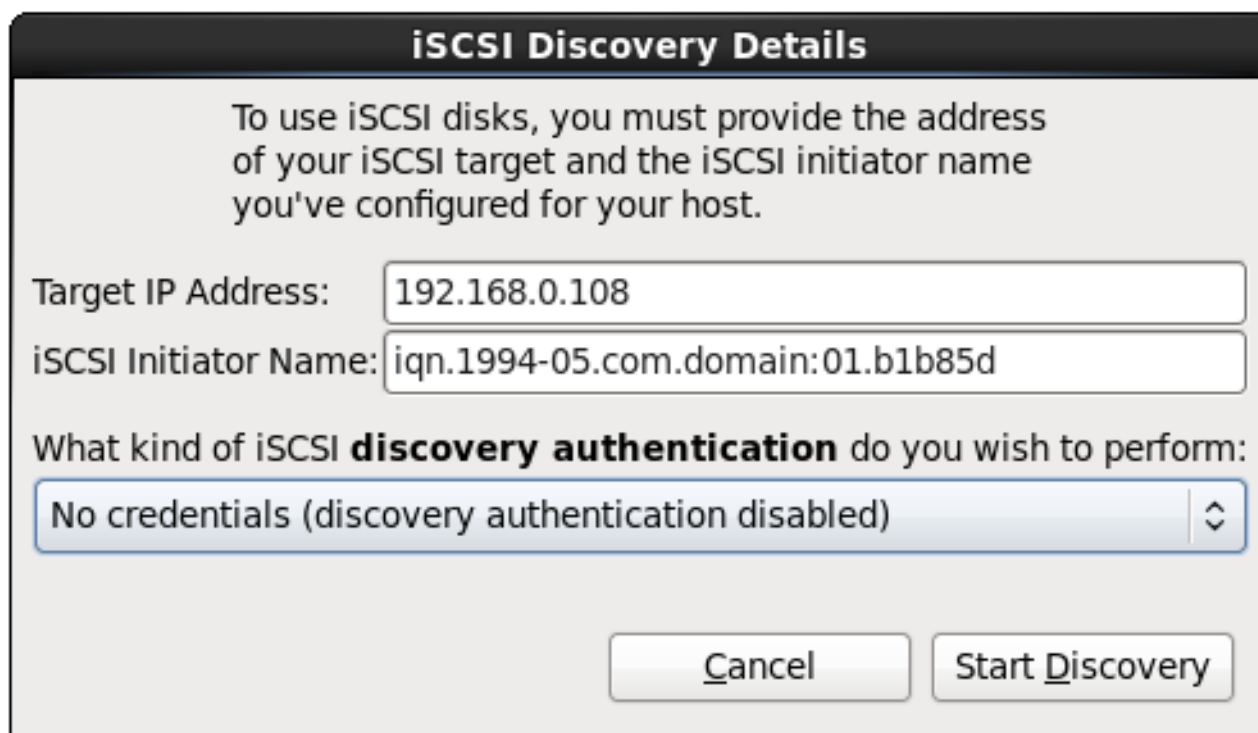 iSCSI Discovery Details
To use iSCSI disks, you must provide the address
of your iSCSI target and the iSCSI initiator name
you've configured for your host.
Target IP Address: 192.168.0.108
iSCSI Initiator Name: iqn.1994-05.com.domain:01.b1b85d
What kind of iSCSI discovery authentication do you wish to perform:
No credentials (discovery authentication disabled)
Cancel Start Discovery